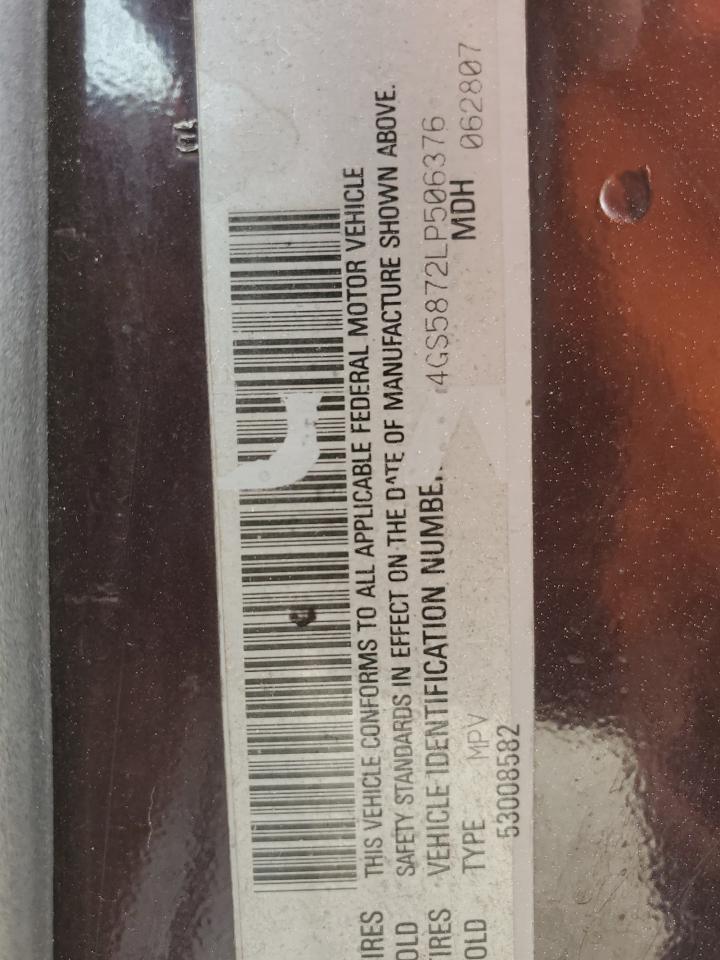 IRES THIS VEHICLE CONFORMS TO ALL APPLICABLE FEDERAL MOTOR VEHICLE
OLD SAFETY STANDARDS IN EFFECT ON THE DATE OF MANUFACTURE SHOWN ABOVE.
IRES VEHICLE IDENTIFICATION NUMBE. 4GS5872LP506376
OLD TYPE MPV MDH 062807
53008582